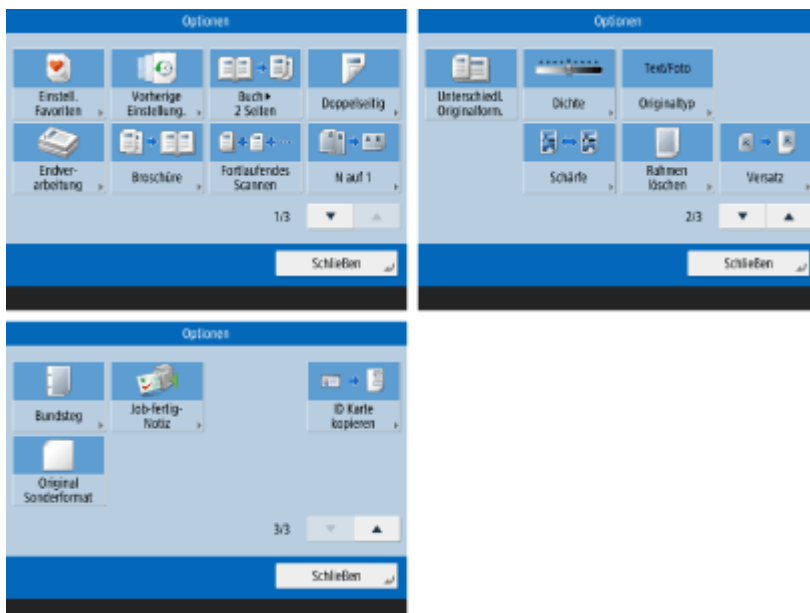 Optionen
Einstell.
Favoriten
Vorherige
Einstellung.
Buch▸
2 Seiten
Doppelseitig
Endver-
arbeitung
Broschüre
Fortlaufendes
Scannen
N auf 1
1/3
Schließen
Optionen
Unterschiedl.
Originalform.
Dichte
Text/Foto
Originaltyp
Schärfe
Rahmen
löschen
Versatz
2/3
Schließen
Optionen
Bundsteg
Job-fertig-
Notiz
ID Karte
kopieren
Original
Sonderformat
3/3
Schließen